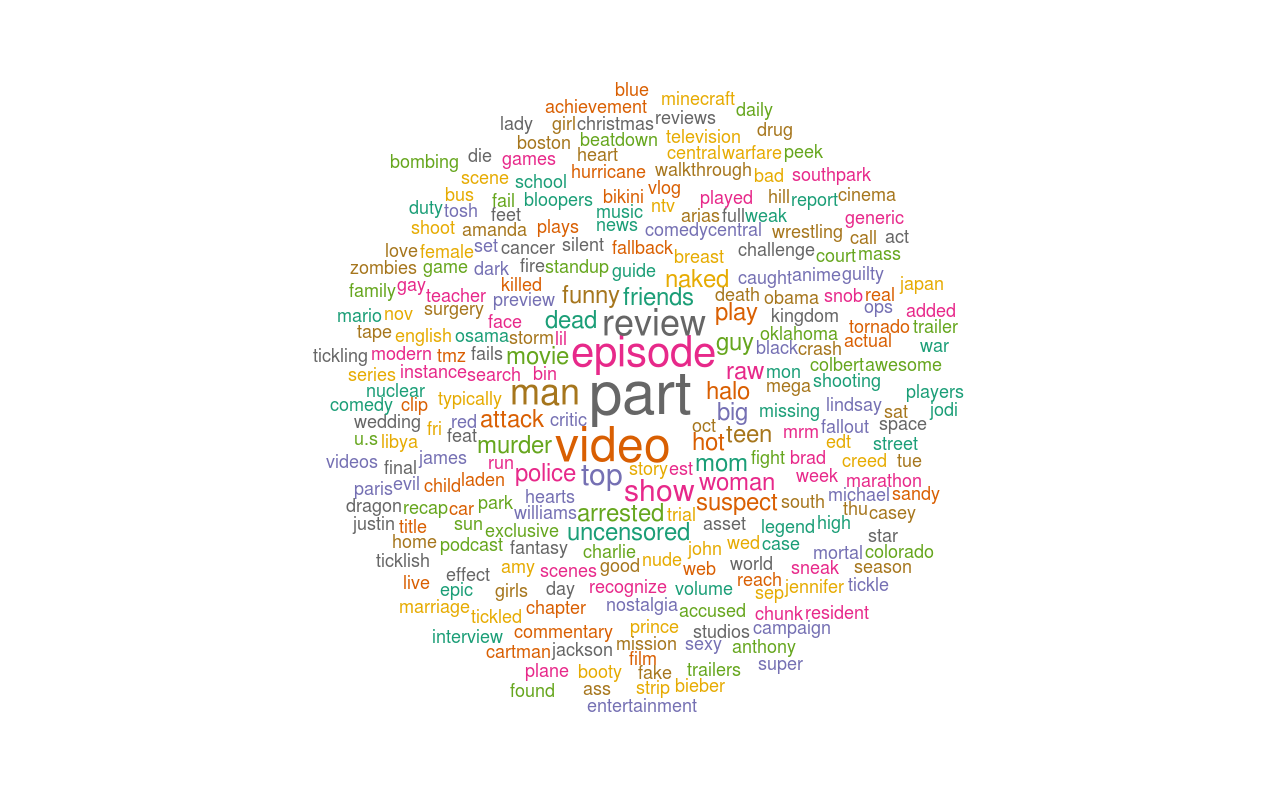 blue
achievement minecraft daily
lady girl christmas reviews drug
boston beatdown television
bombing die games heart central warfare peek
scene school hurricane walkthrough bad southpark
bus fail bloopers bikini vlog played hill report cinema
duty tosh feet music ntv arias full weak generic
shoot amanda plays news comedycentral wrestling call act
love female set cancer silent fallback breast challenge court mass
zombies game dark fire standup guide naked caught anime guilty
family gay teacher killed preview funny friends death obama snob real japan
mario nov surgery face dead review play kingdom ops added
tape english osama storm lil oklahoma tornado trailer
tickling modern tmz fails movie episode guy black crash actual war
series instance search bin raw mon colbert awesome
nuclear typically man part halo mega shooting players
comedy clip attack critic big missing lindsay sat jodi
wedding fri red oct mrm fallout space
u.s libya feat murder video hot teen edt street
videos final james run police top story est mom fight brad creed tue
paris evil child laden show woman week marathon
dragon recap car park hearts suspect south michael sandy
justin title sun exclusive williams arrested trial asset legend high thu casey
home podcast fantasy uncensored john wed case star
ticklish charlie good nude web world mortal colorado
live effect amy scenes recognize reach sneak season
epic girls day volume sep jennifer tickle
marriage tickled chapter nostalgia accused chunk resident
interview commentary prince studios campaign
cartman jackson mission sexy anthony
plane booty film fake trailers super
found ass strip bieber
entertainment